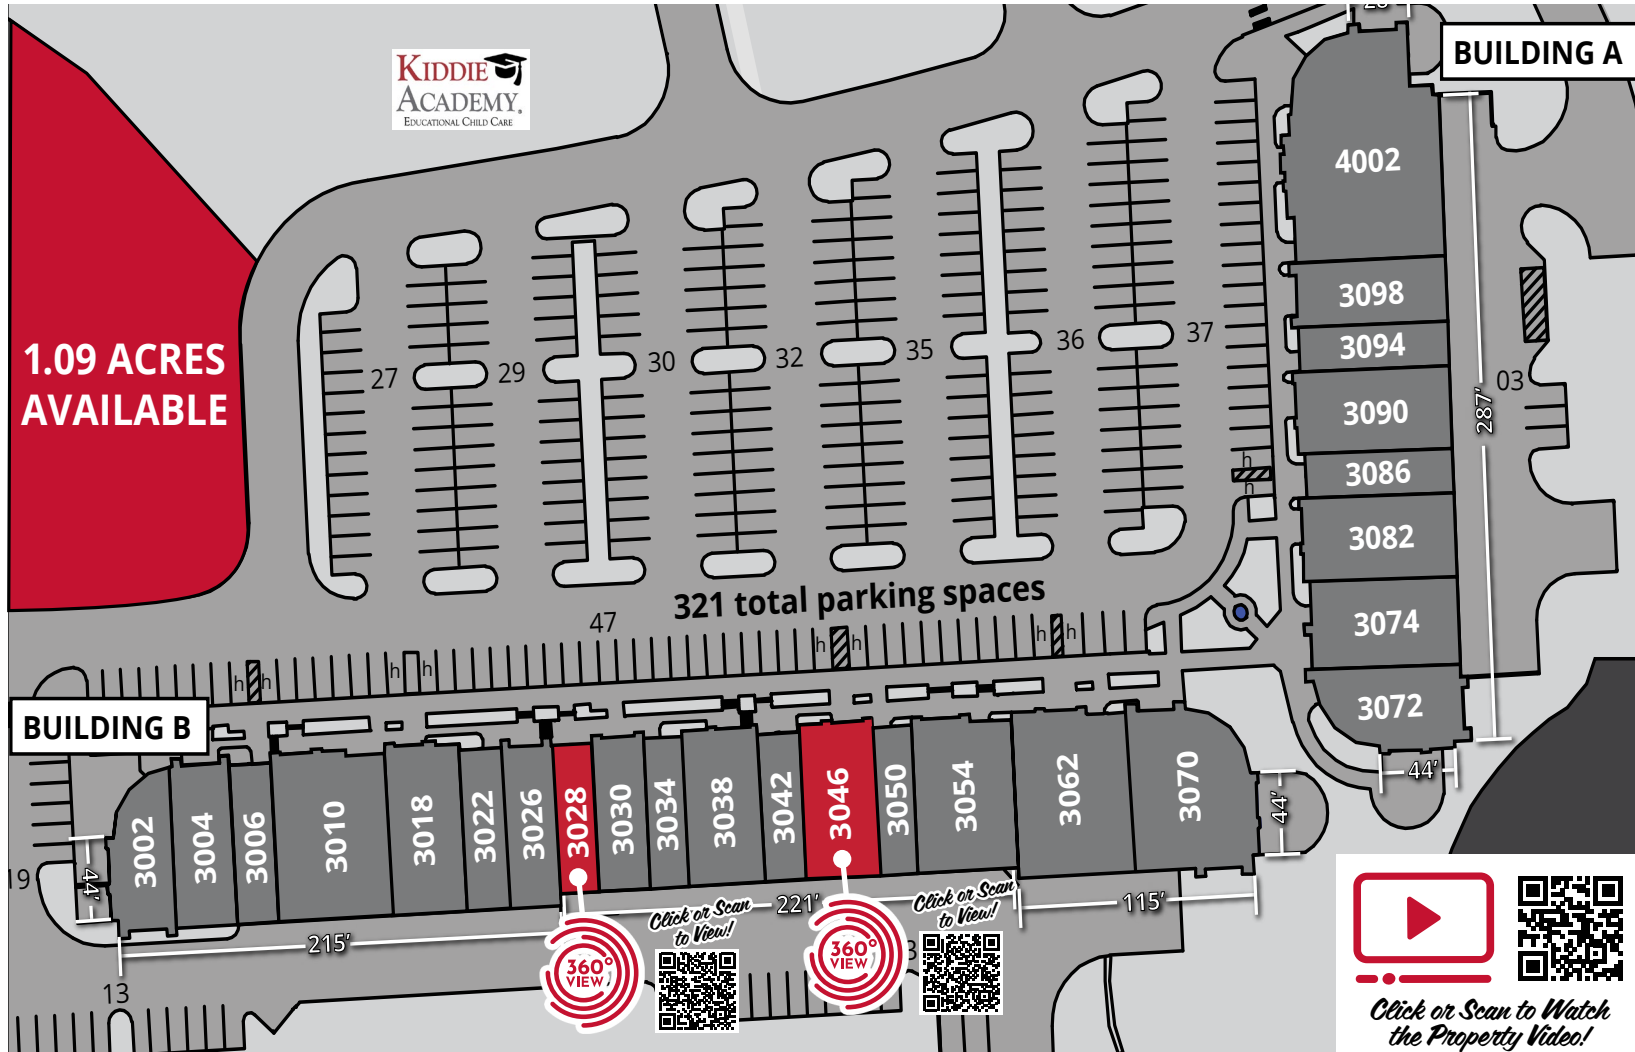 28'
BUILDING A
KIDDIE
ACADEMY®
EDUCATIONAL CHILD CARE
4002
3098
3094
3090
3086
3082
3074
3072
287'
03
44'
1.09 ACRES
AVAILABLE
27
29
30
32
35
36
37
h
h
321 total parking spaces
47
h
h
h
h
h
h
h
h
BUILDING B
3002
3004
3006
3010
3018
3022
3026
3028
3030
3034
3038
3042
3046
3050
3054
3062
3070
44'
44'
19
215'
221'
115'
13
360°
VIEW
Click or Scan
to View!
360°
VIEW
Click or Scan
to View!
Click or Scan to Watch
the Property Video!